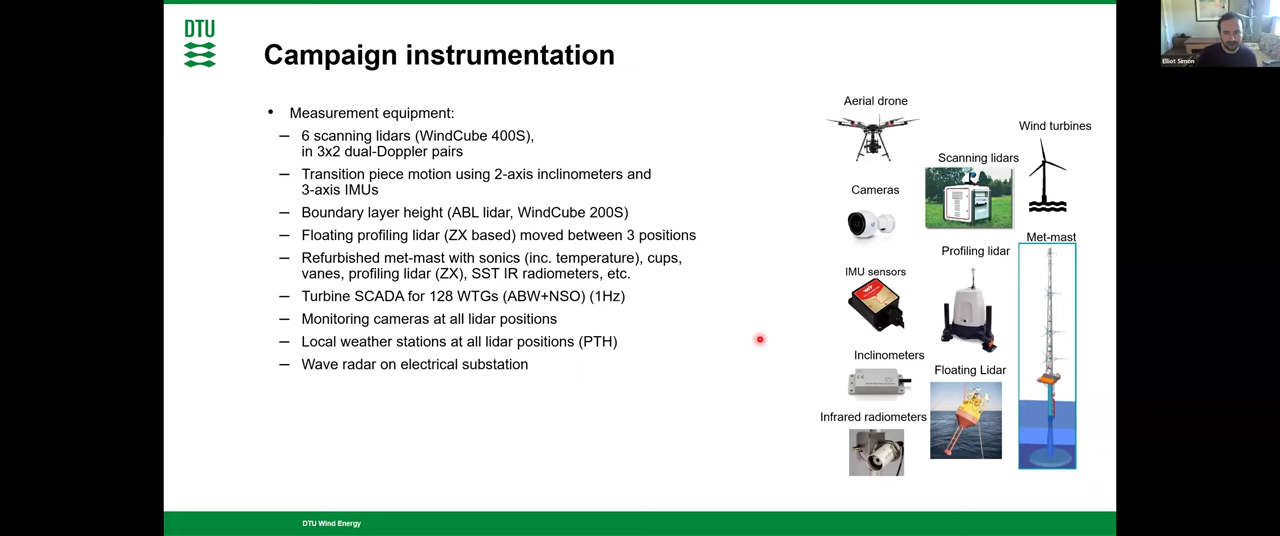 DTU
Campaign instrumentation
• Measurement equipment:
– 6 scanning lidars (WindCube 400S),
in 3x2 dual-Doppler pairs
– Transition piece motion using 2-axis inclinometers and
3-axis IMUs
– Boundary layer height (ABL lidar, WindCube 200S)
– Floating profiling lidar (ZX based) moved between 3 positions
– Refurbished met-mast with sonics (inc. temperature), cups,
vanes, profiling lidar (ZX), SST IR radiometers, etc.
– Turbine SCADA for 128 WTGs (ABW+NSO) (1Hz)
– Monitoring cameras at all lidar positions
– Local weather stations at all lidar positions (PTH)
– Wave radar on electrical substation
Aerial drone
Wind turbines
Scanning lidars
Cameras
Met-mast
Profiling lidar
IMU sensors
Inclinometers
Floating Lidar
Infrared radiometers
DTU Wind Energy
Elliot Simon